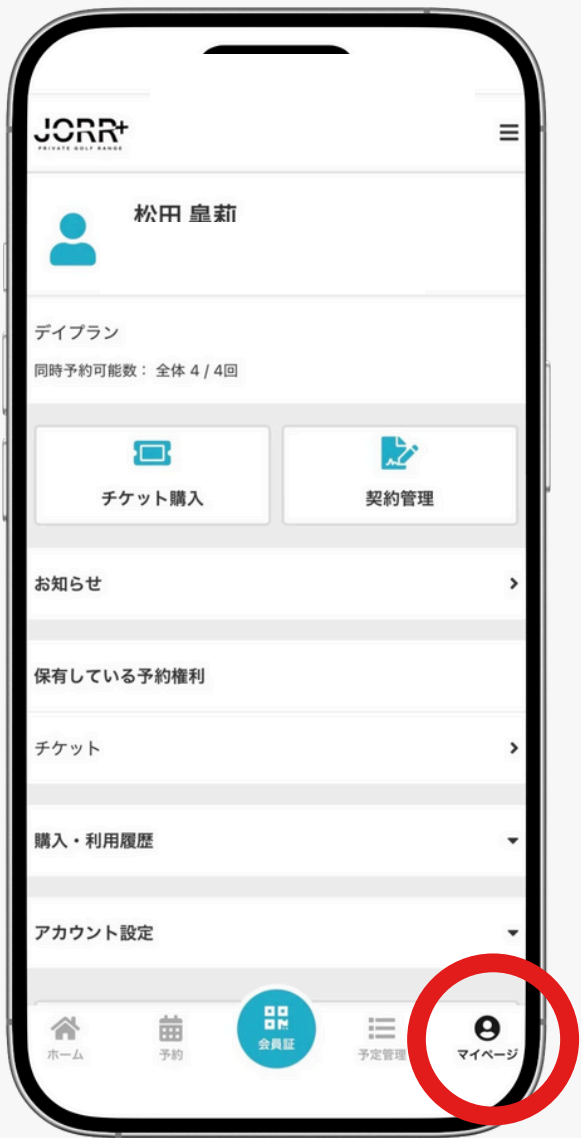 JORR+
PRIVATE GOLF RANGE
松田 皐莉
デイプラン
同時予約可能数： 全体 4 / 4回
チケット購入
契約管理
お知らせ
保有している予約権利
チケット
購入・利用履歴
アカウント設定
ホーム
予約
会員証
予定管理
マイページ